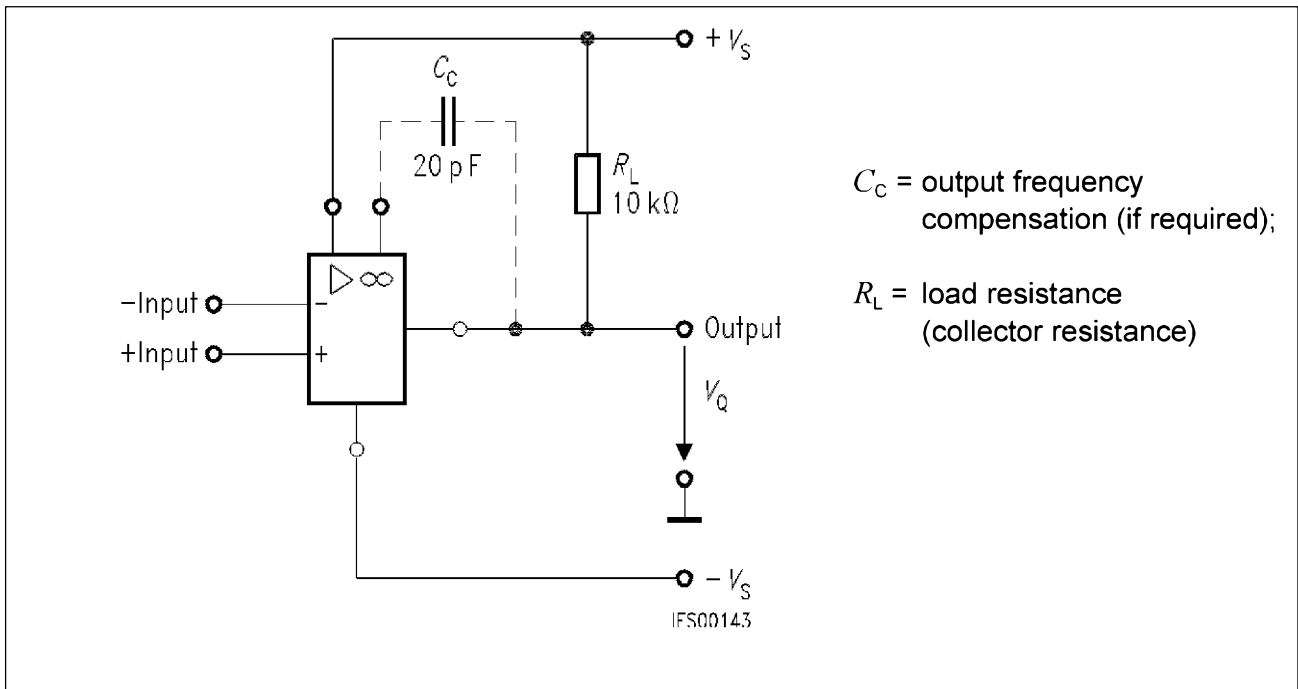 + V_S
C_C
20 pF
R_L
10 kΩ
▷ ∞
−Input
−
+Input
+
Output
V_Q
− V_S
IES00143
C_C = output frequency
compensation (if required);
R_L = load resistance
(collector resistance)